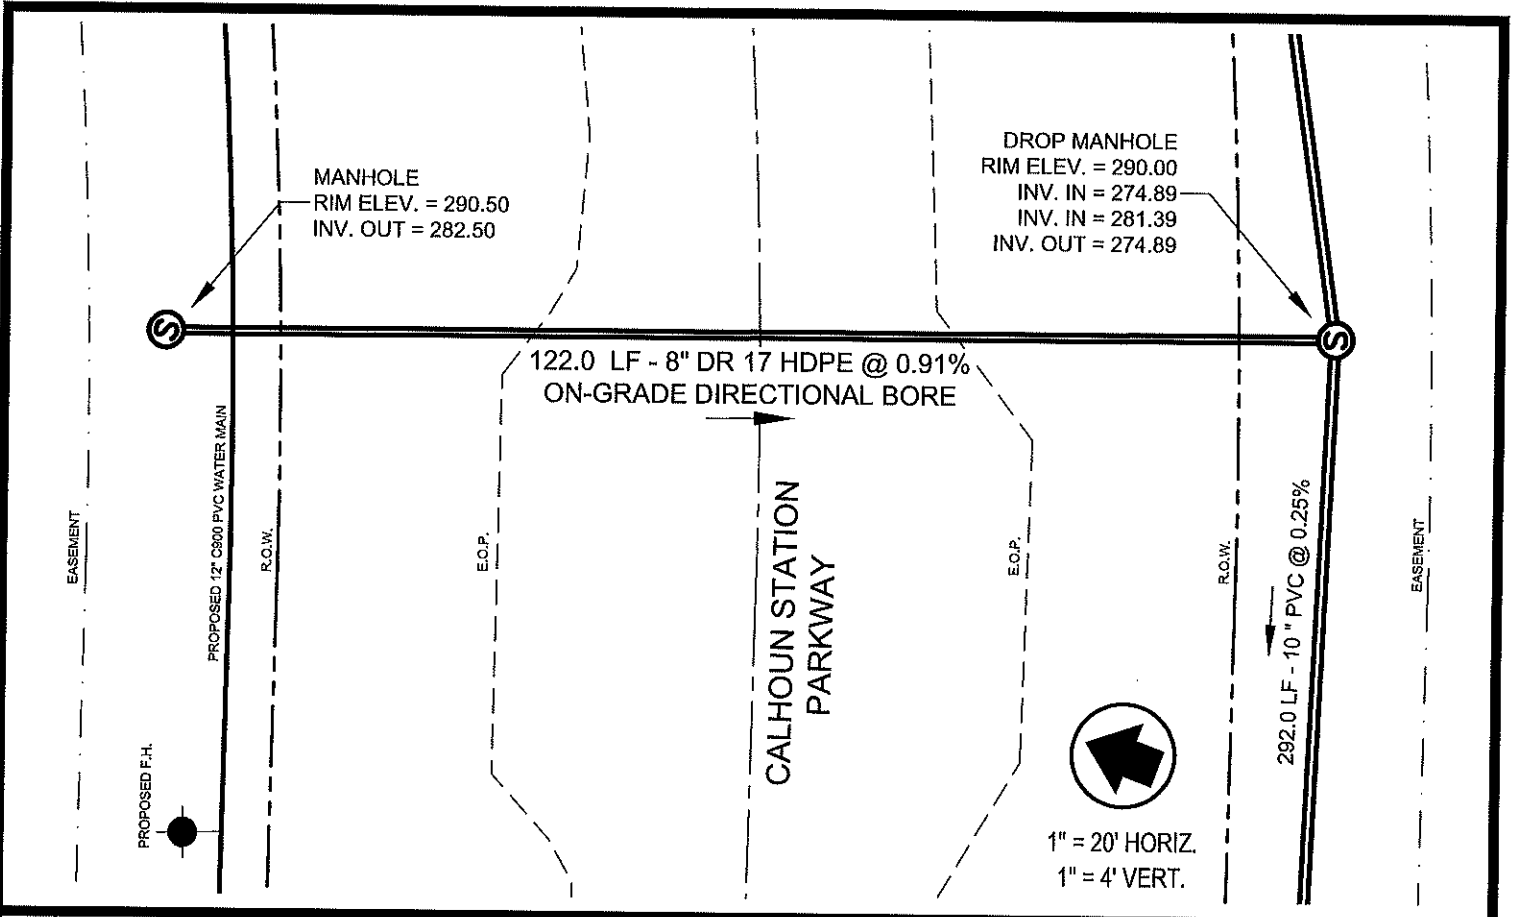 MANHOLE
RIM ELEV. = 290.50
INV. OUT = 282.50
DROP MANHOLE
RIM ELEV. = 290.00
INV. IN = 274.89
INV. IN = 281.39
INV. OUT = 274.89
S
S
122.0 LF - 8" DR 17 HDPE @ 0.91%
ON-GRADE DIRECTIONAL BORE
EASEMENT
PROPOSED 12" C900 PVC WATER MAIN
R.O.W.
E.O.P.
CALHOUN STATION
PARKWAY
E.O.P.
R.O.W.
292.0 LF - 10 " PVC @ 0.25%
EASEMENT
PROPOSED F.H.
1" = 20' HORIZ.
1" = 4' VERT.